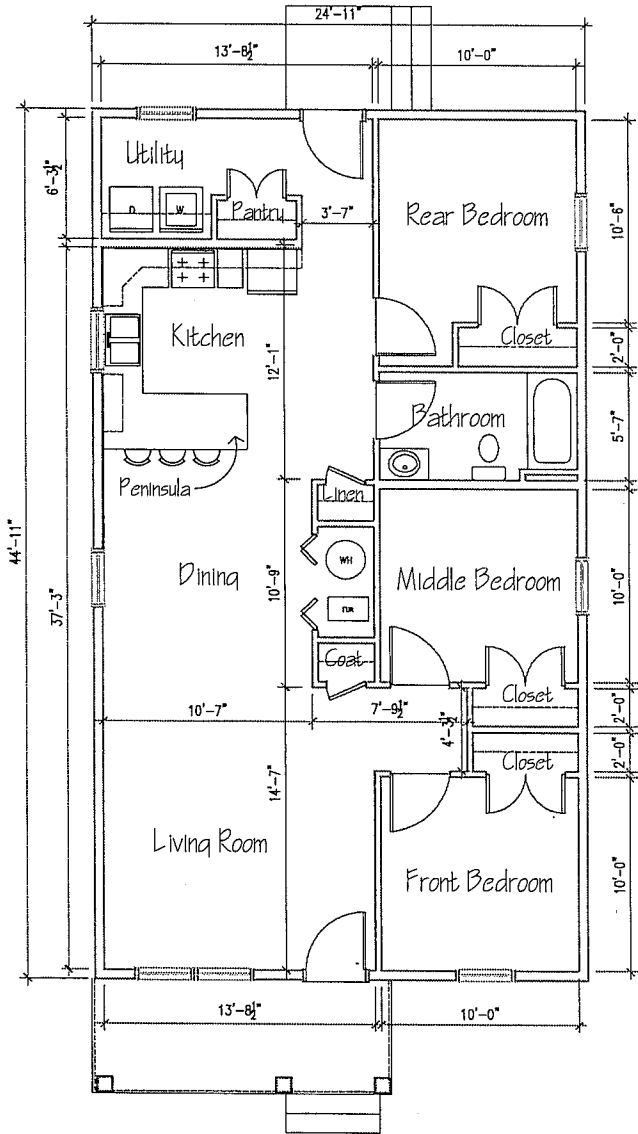 24'-11"
13'-8½"
10'-0"
Utility
6'-3½"
D
W
Pantry
3'-7"
Rear Bedroom
10'-6"
Kitchen
Closet
2'-0"
12'-1"
Bathroom
5'-7"
Peninsula
Linen
44'-11"
37'-3"
Dining
10'-9"
WH
FUR
Middle Bedroom
10'-0"
Coat
Closet
2'-0"
10'-7"
7'-9½"
4'-3½"
Closet
2'-0"
14'-7"
Living Room
Front Bedroom
10'-0"
13'-8½"
10'-0"